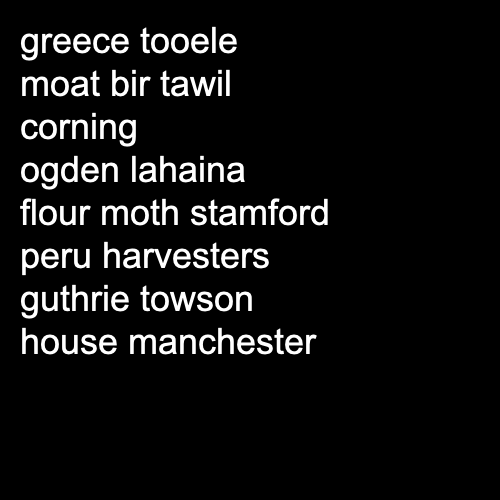 greece tooele
moat bir tawil
corning
ogden lahaina
flour moth stamford
peru harvesters
guthrie towson
house manchester